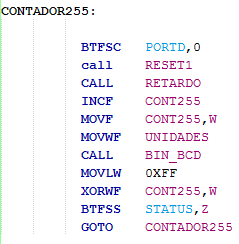 CONTADOR255:
BTFSC PORTD,0
call RESET1
CALL RETARDO
INCF CONT255
MOVF CONT255,W
MOVWF UNIDADES
CALL BIN_BCD
MOVLW 0XFF
XORWF CONT255,W
BTFSS STATUS,Z
GOTO CONTADOR255